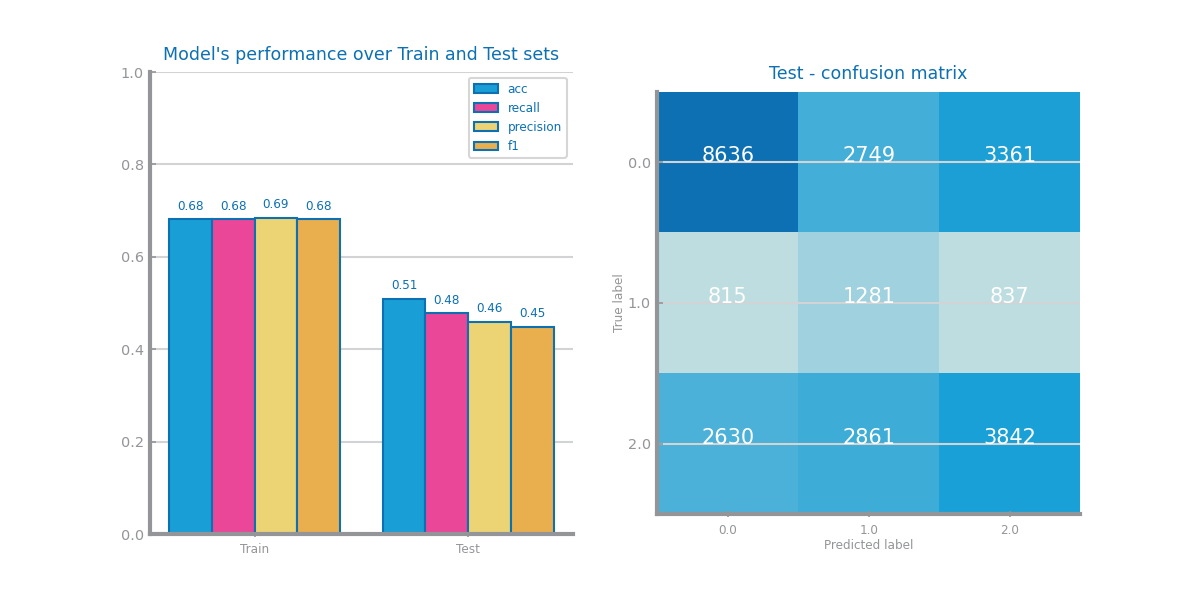 Model's performance over Train and Test sets
1.0
0.8
0.6
0.4
0.2
0.0
acc
recall
precision
f1
0.68 0.68 0.69 0.68
0.51 0.48 0.46 0.45
Train Test
Test - confusion matrix
True label
0.0 8636 2749 3361
1.0 815 1281 837
2.0 2630 2861 3842
0.0 1.0 2.0
Predicted label